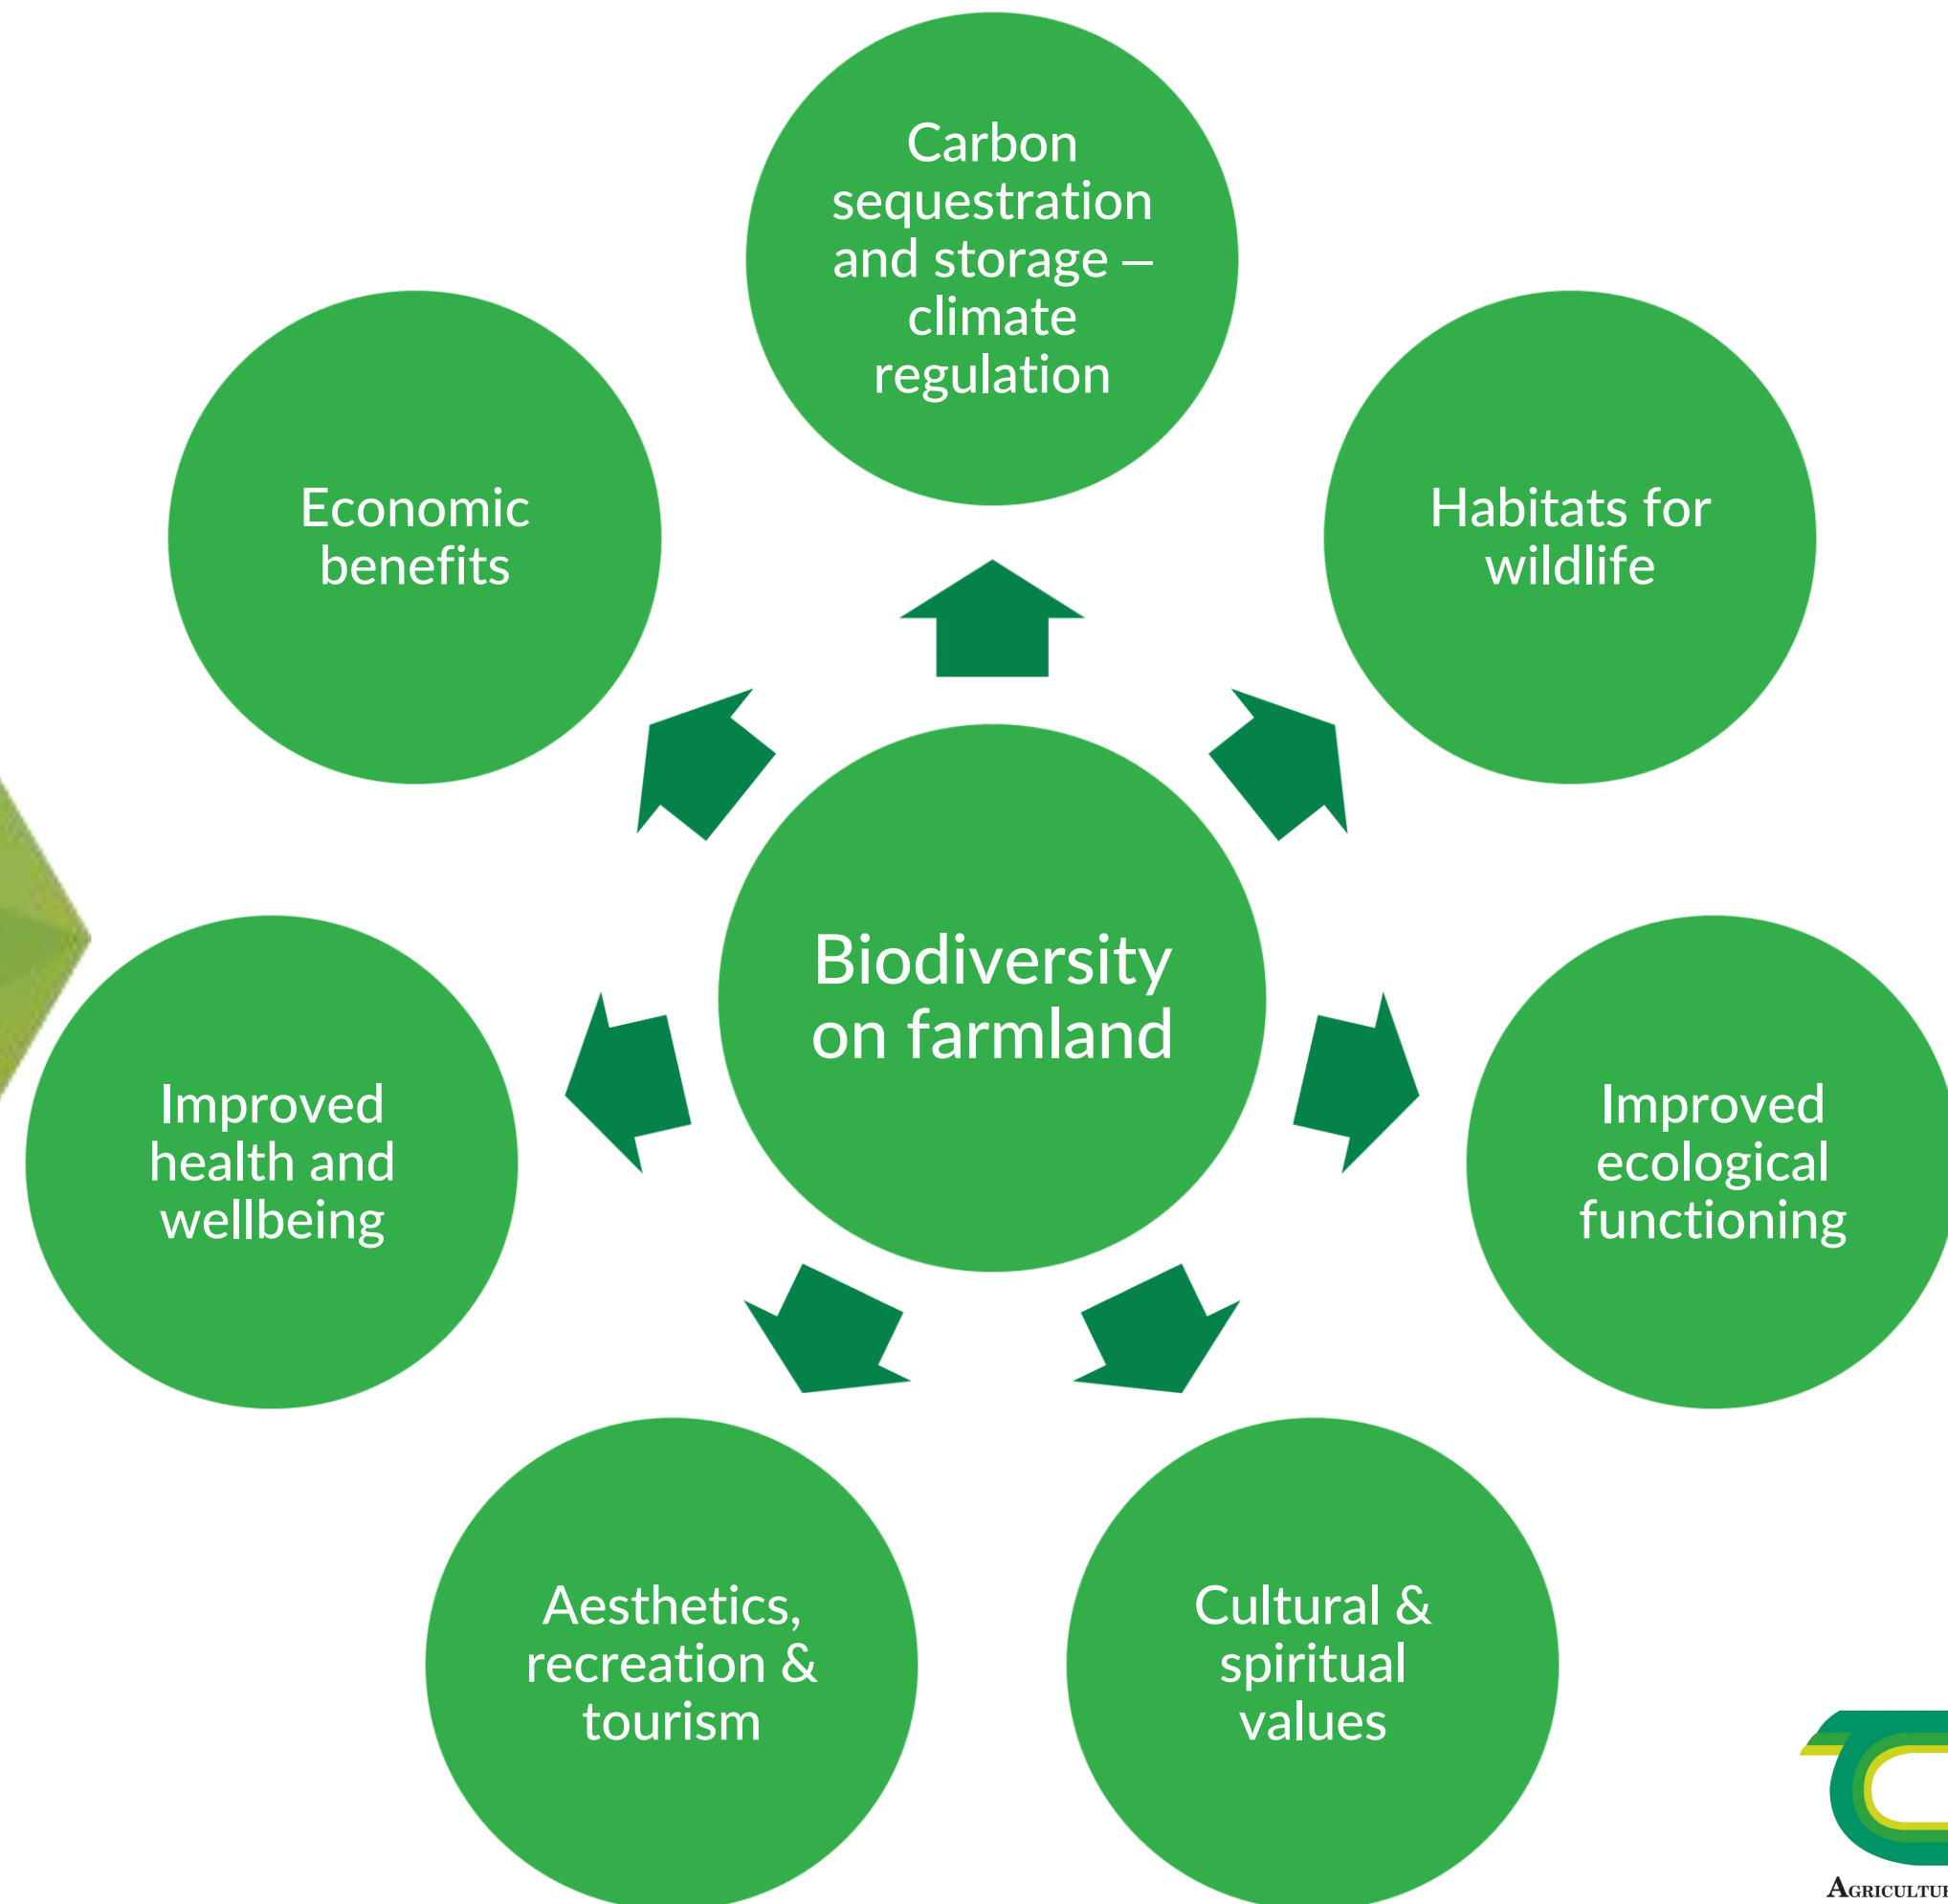 Carbon
sequestration
and storage –
climate
regulation
Economic
benefits
Habitats for
wildlife
Biodiversity
on farmland
Improved
health and
wellbeing
Improved
ecological
functioning
Aesthetics,
recreation &
tourism
Cultural &
spiritual
values